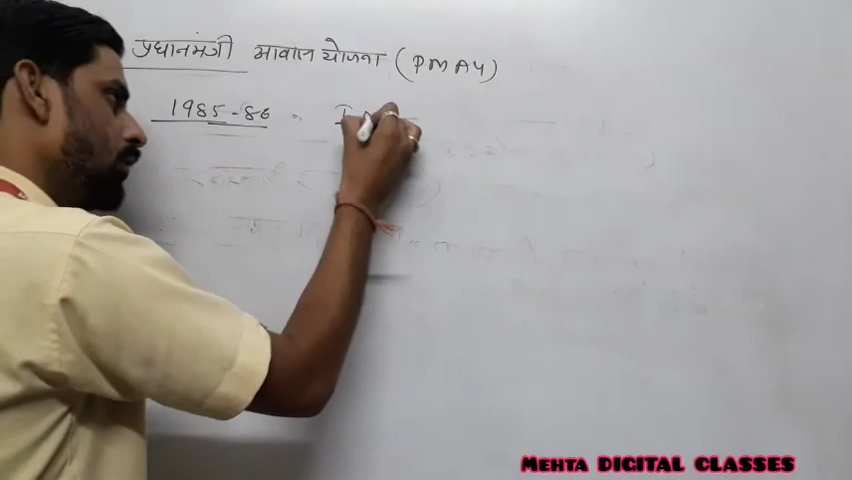 प्रधानमंत्री आवास योजना (PMAY)
1985-86 =
MEHTA DIGITAL CLASSES